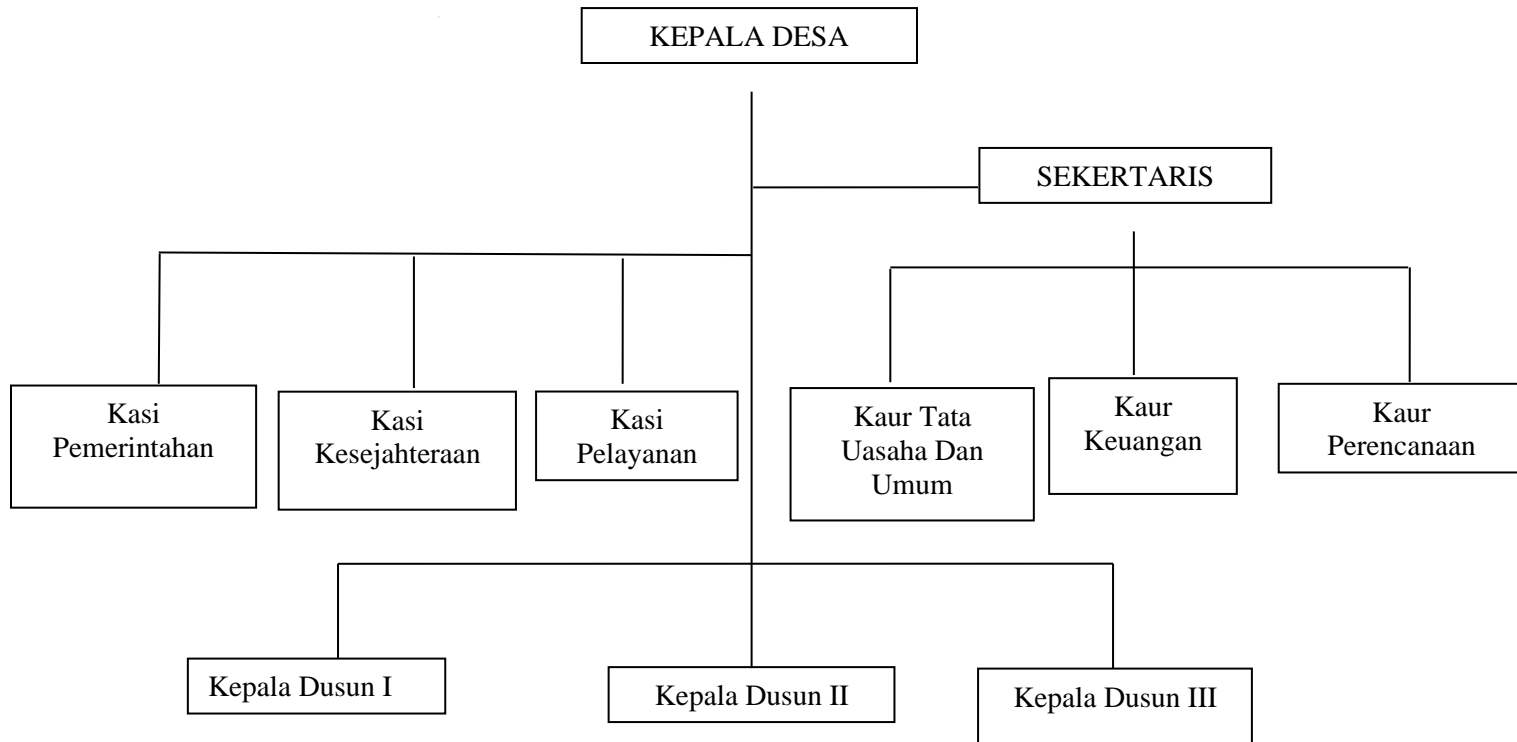 KEPALA DESA
SEKERTARIS
Kasi
Pemerintahan
Kasi
Kesejahteraan
Kasi
Pelayanan
Kaur Tata
Uasaha Dan
Umum
Kaur
Keuangan
Kaur
Perencanaan
Kepala Dusun I
Kepala Dusun II
Kepala Dusun III